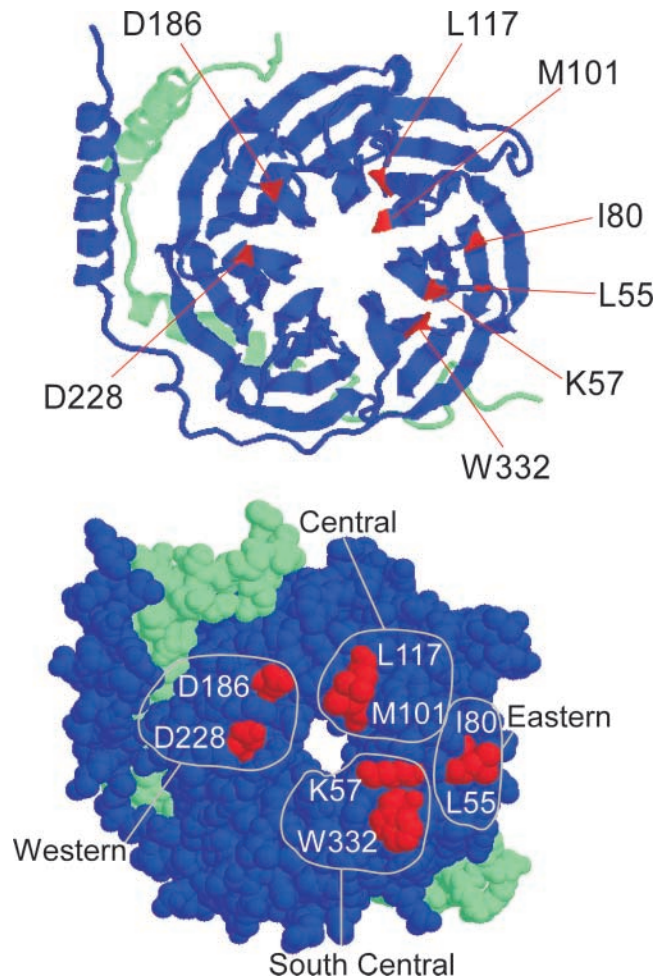 D186
L117
M101
I80
L55
K57
D228
W332
Central
L117
D186
M101
I80
Eastern
D228
K57
L55
W332
Western
South Central